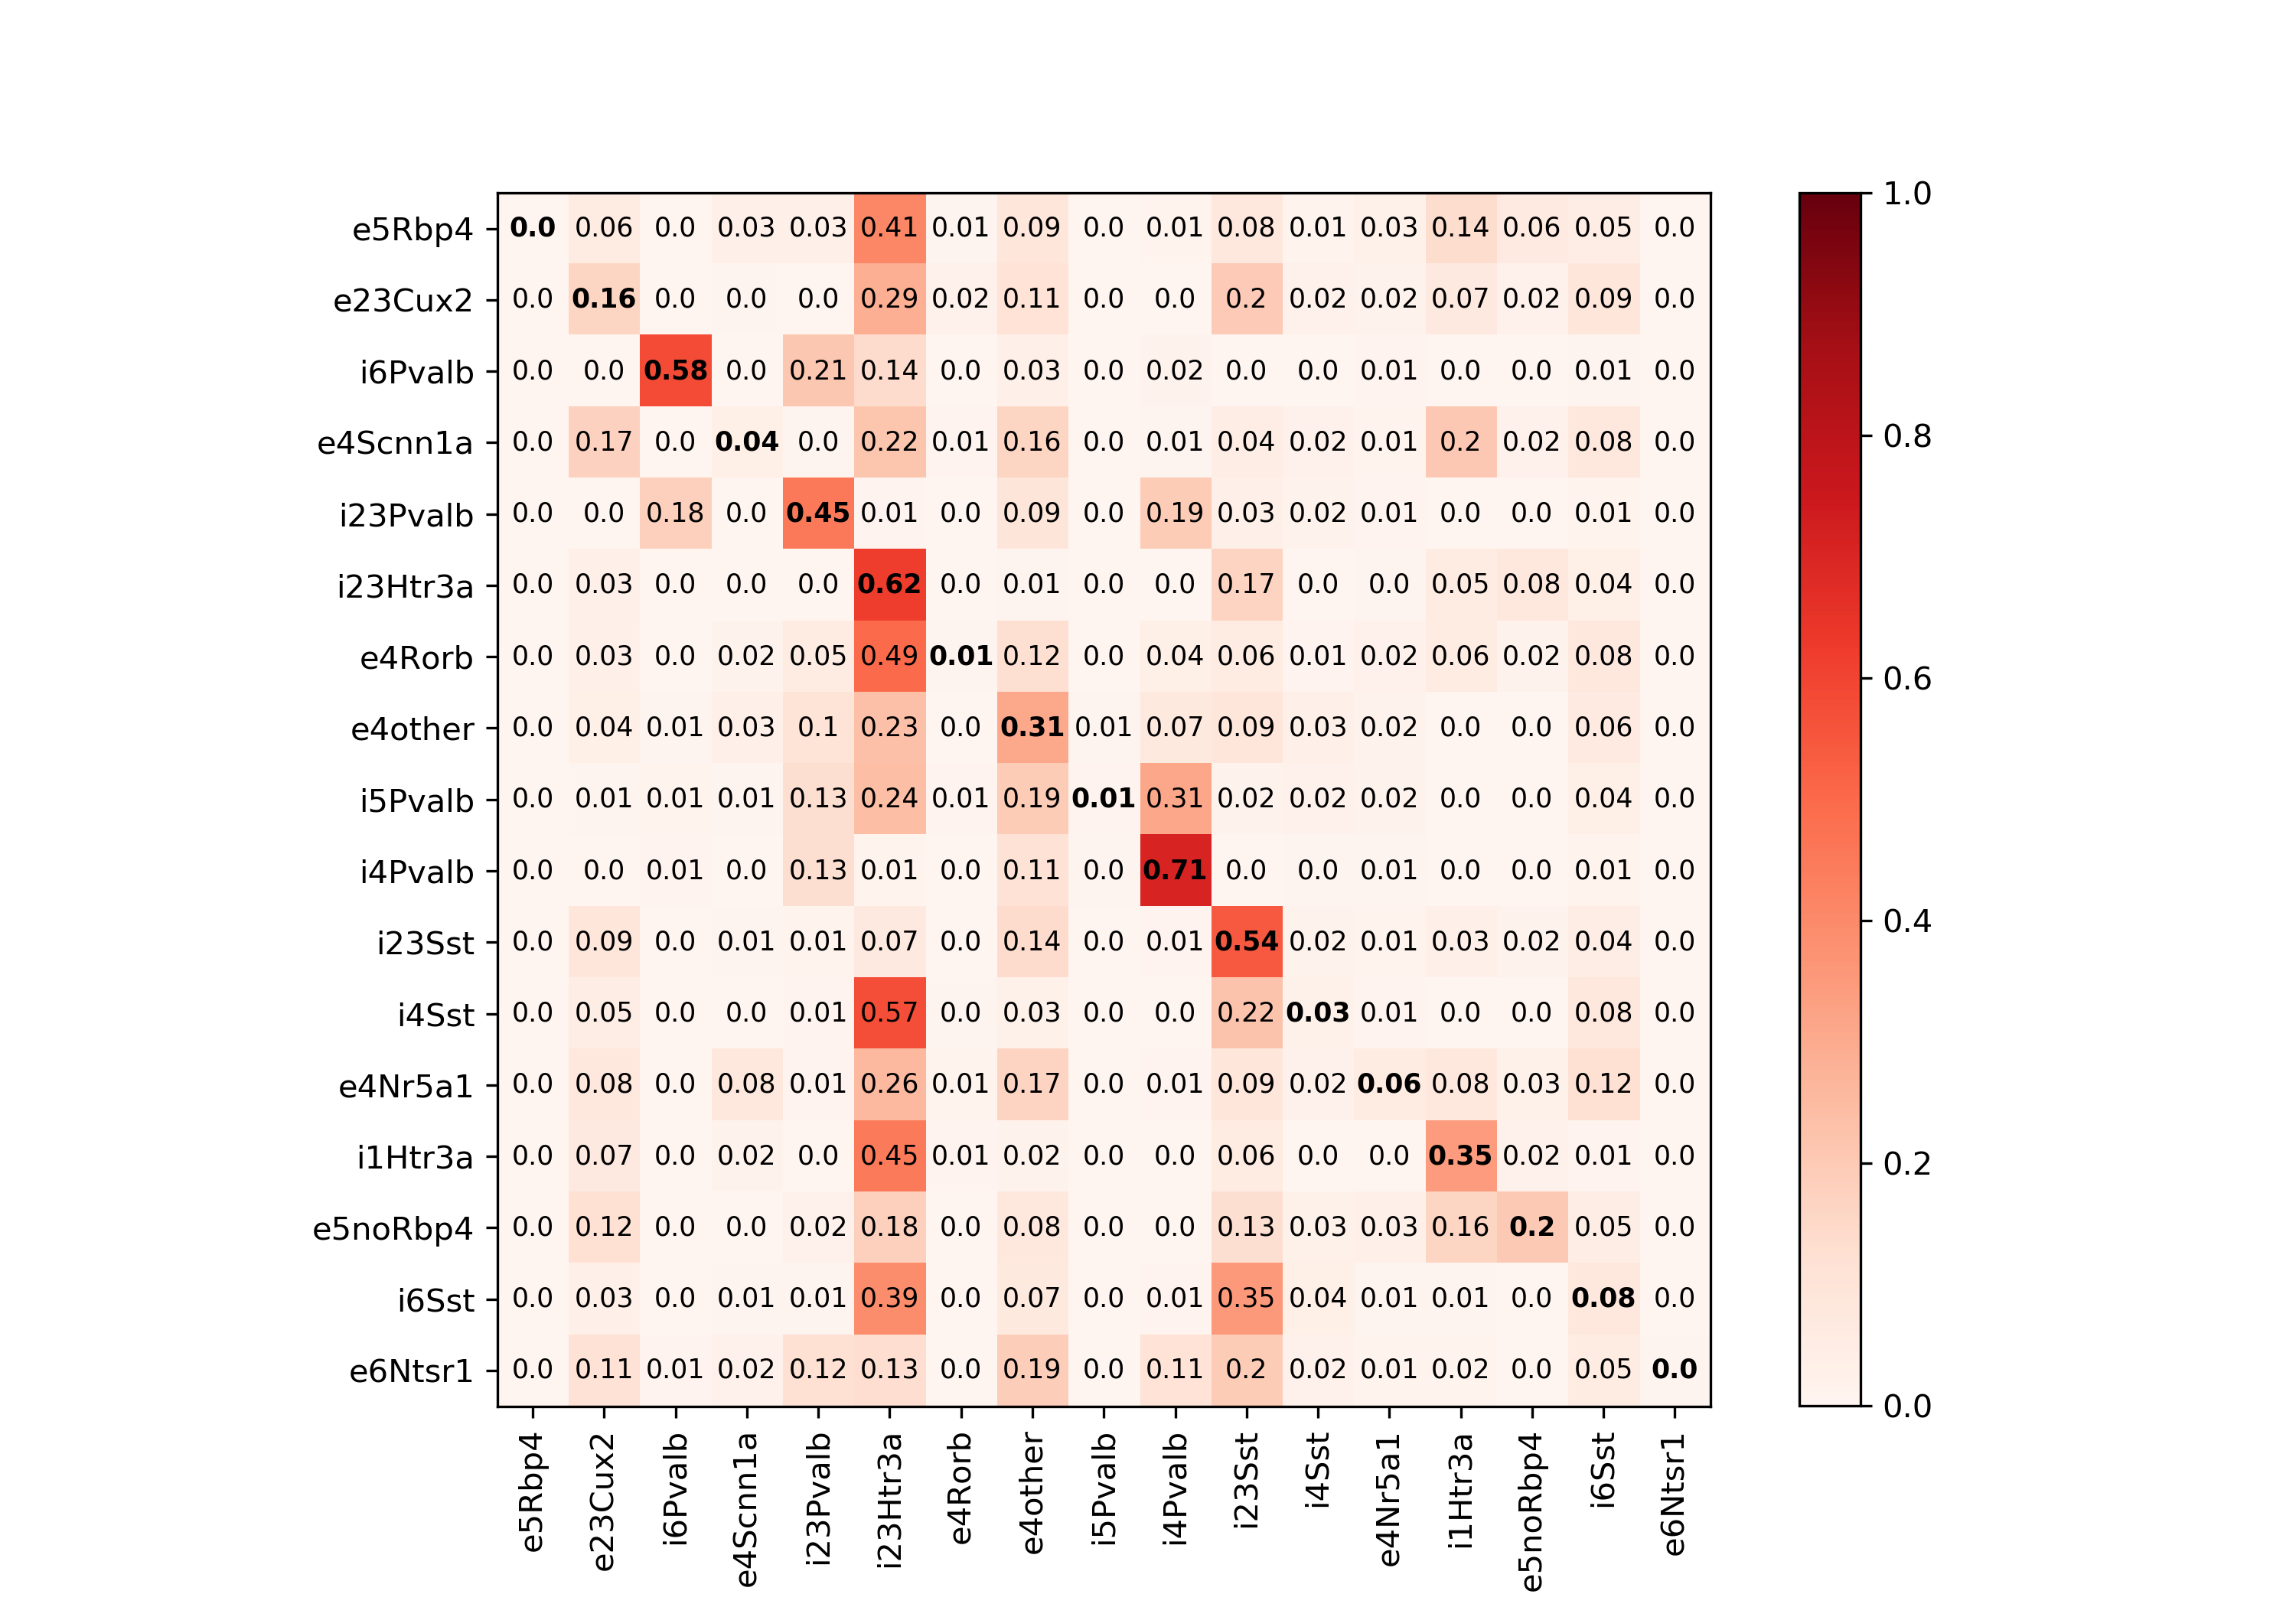 e5Rbp4 0.0 0.06 0.0 0.03 0.03 0.41 0.01 0.09 0.0 0.01 0.08 0.01 0.03 0.14 0.06 0.05 0.0
e23Cux2 0.0 0.16 0.0 0.0 0.0 0.29 0.02 0.11 0.0 0.0 0.2 0.02 0.02 0.07 0.02 0.09 0.0
i6Pvalb 0.0 0.0 0.58 0.0 0.21 0.14 0.0 0.03 0.0 0.02 0.0 0.0 0.01 0.0 0.0 0.01 0.0
e4Scnn1a 0.0 0.17 0.0 0.04 0.0 0.22 0.01 0.16 0.0 0.01 0.04 0.02 0.01 0.2 0.02 0.08 0.0
i23Pvalb 0.0 0.0 0.18 0.0 0.45 0.01 0.0 0.09 0.0 0.19 0.03 0.02 0.01 0.0 0.0 0.01 0.0
i23Htr3a 0.0 0.03 0.0 0.0 0.0 0.62 0.0 0.01 0.0 0.0 0.17 0.0 0.0 0.05 0.08 0.04 0.0
e4Rorb 0.0 0.03 0.0 0.02 0.05 0.49 0.01 0.12 0.0 0.04 0.06 0.01 0.02 0.06 0.02 0.08 0.0
e4other 0.0 0.04 0.01 0.03 0.1 0.23 0.0 0.31 0.01 0.07 0.09 0.03 0.02 0.0 0.0 0.06 0.0
i5Pvalb 0.0 0.01 0.01 0.01 0.13 0.24 0.01 0.19 0.01 0.31 0.02 0.02 0.02 0.0 0.0 0.04 0.0
i4Pvalb 0.0 0.0 0.01 0.0 0.13 0.01 0.0 0.11 0.0 0.71 0.0 0.0 0.01 0.0 0.0 0.01 0.0
i23Sst 0.0 0.09 0.0 0.01 0.01 0.07 0.0 0.14 0.0 0.01 0.54 0.02 0.01 0.03 0.02 0.04 0.0
i4Sst 0.0 0.05 0.0 0.0 0.01 0.57 0.0 0.03 0.0 0.0 0.22 0.03 0.01 0.0 0.0 0.08 0.0
e4Nr5a1 0.0 0.08 0.0 0.08 0.01 0.26 0.01 0.17 0.0 0.01 0.09 0.02 0.06 0.08 0.03 0.12 0.0
i1Htr3a 0.0 0.07 0.0 0.02 0.0 0.45 0.01 0.02 0.0 0.0 0.06 0.0 0.0 0.35 0.02 0.01 0.0
e5noRbp4 0.0 0.12 0.0 0.0 0.02 0.18 0.0 0.08 0.0 0.0 0.13 0.03 0.03 0.16 0.2 0.05 0.0
i6Sst 0.0 0.03 0.0 0.01 0.01 0.39 0.0 0.07 0.0 0.01 0.35 0.04 0.01 0.01 0.0 0.08 0.0
e6Ntsr1 0.0 0.11 0.01 0.02 0.12 0.13 0.0 0.19 0.0 0.11 0.2 0.02 0.01 0.02 0.0 0.05 0.0
e5Rbp4
e23Cux2
i6Pvalb
e4Scnn1a
i23Pvalb
i23Htr3a
e4Rorb
e4other
i5Pvalb
i4Pvalb
i23Sst
i4Sst
e4Nr5a1
i1Htr3a
e5noRbp4
i6Sst
e6Ntsr1
1.0
0.8
0.6
0.4
0.2
0.0